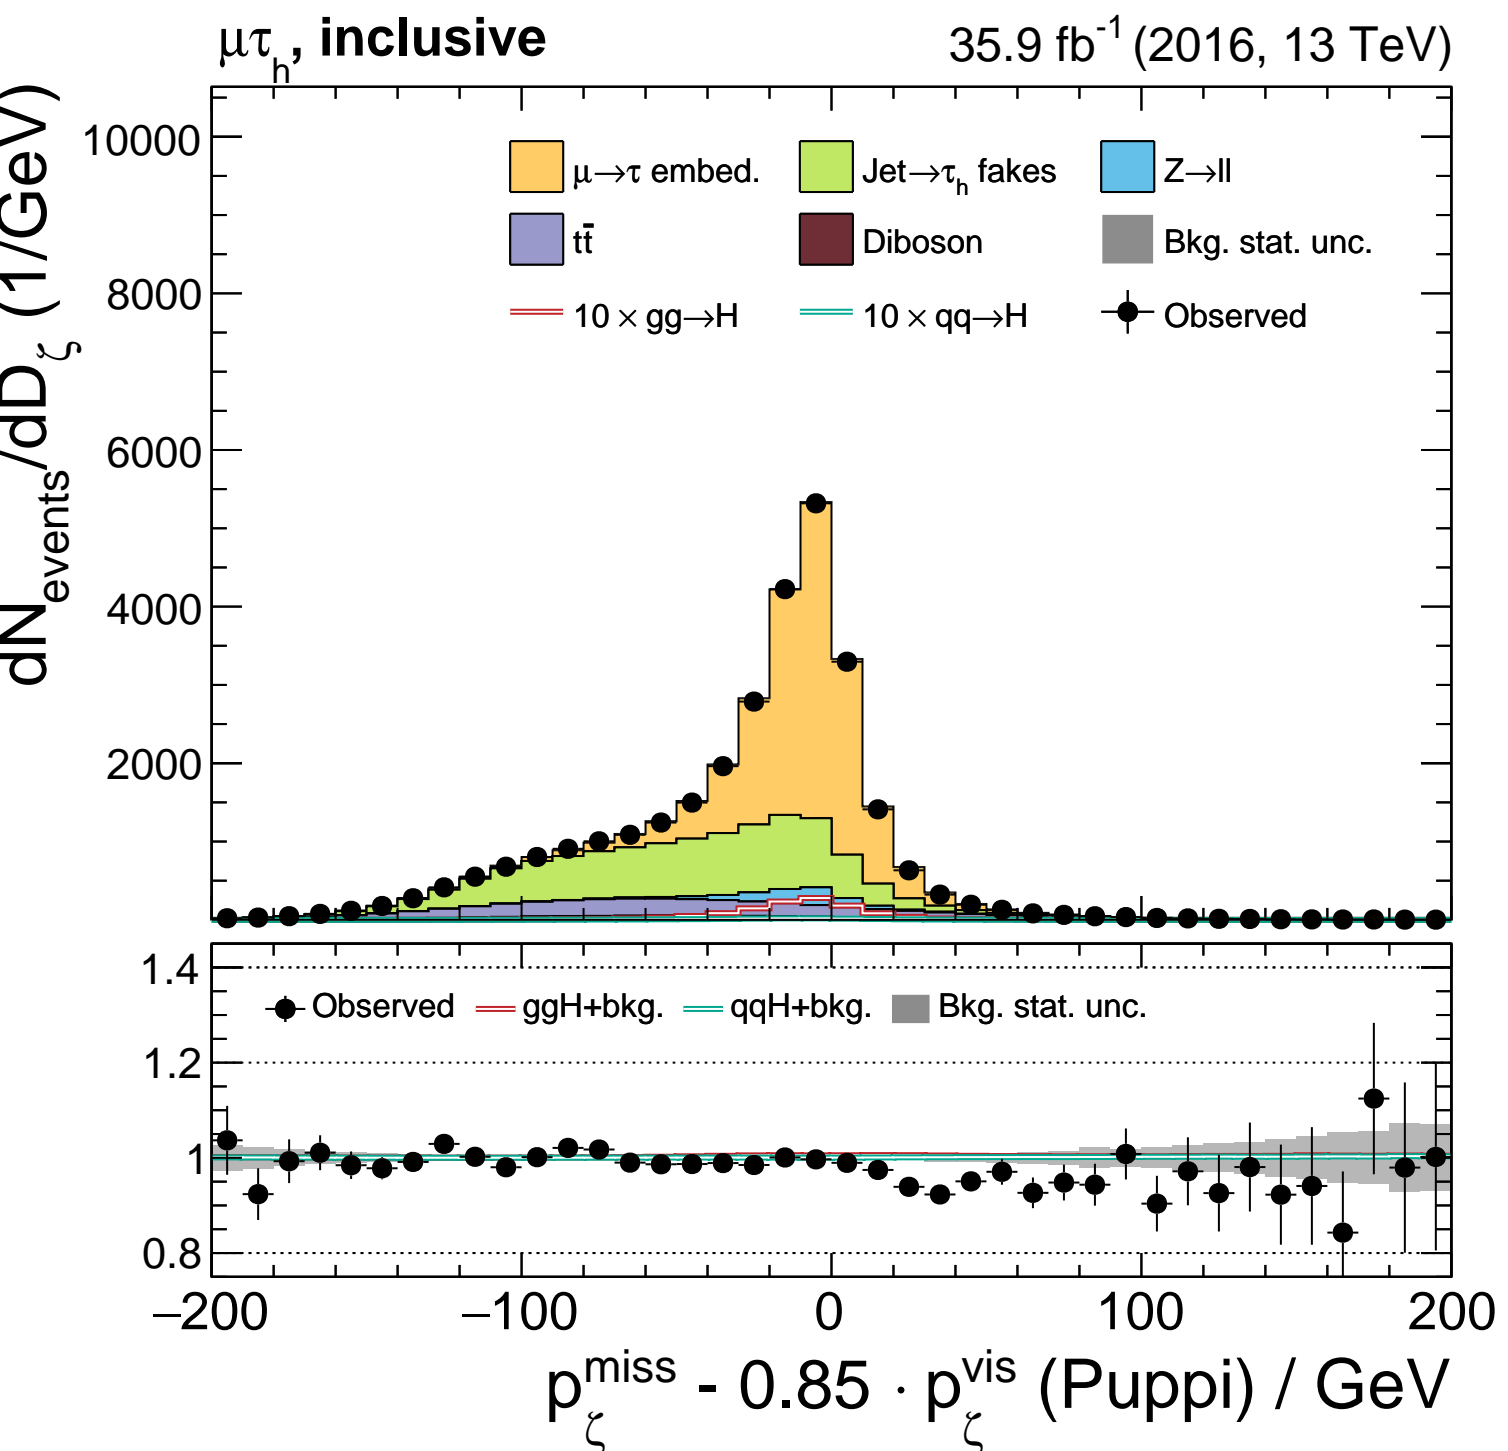 μτh, inclusive
35.9 fb-1 (2016, 13 TeV)
dNevents/dDζ (1/GeV)
10000
8000
6000
4000
2000
μ→τ embed.
Jet→τh fakes
Z→ll
tt̄
Diboson
Bkg. stat. unc.
10 × gg→H
10 × qq→H
Observed
1.4
1.2
1
0.8
Observed
ggH+bkg.
qqH+bkg.
Bkg. stat. unc.
−200
−100
0
100
200
pζmiss - 0.85 · pζvis (Puppi) / GeV